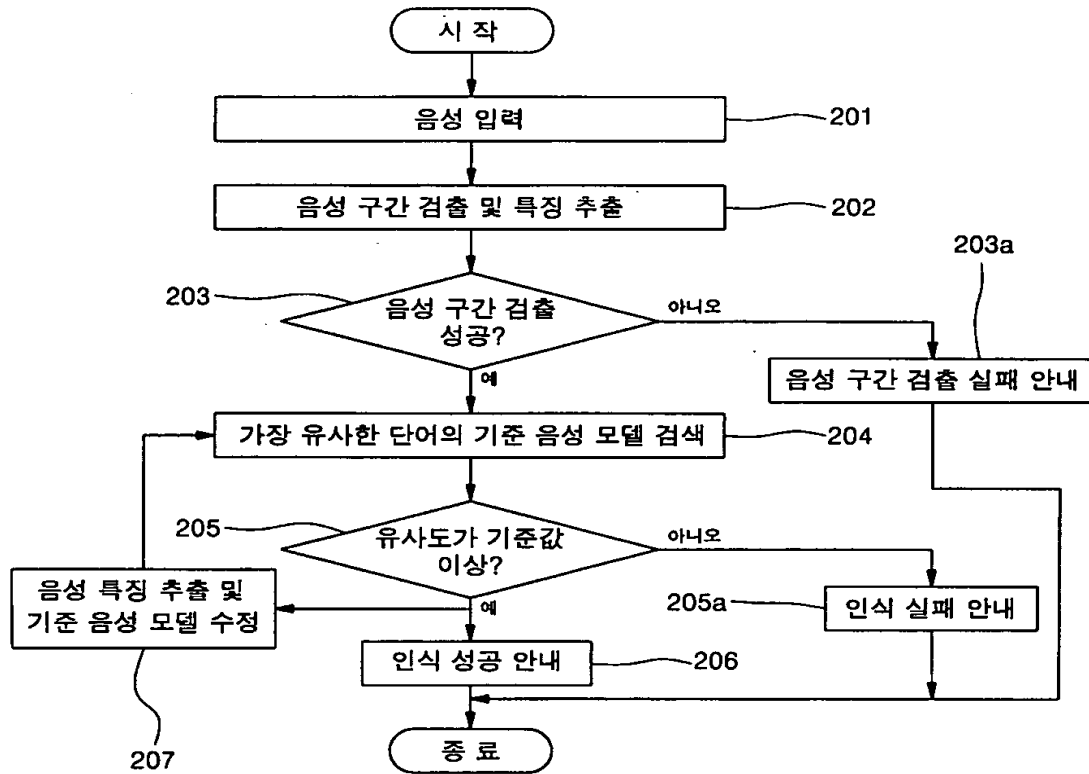 시 작
음성 입력
201
음성 구간 검출 및 특징 추출
202
203a
203
음성 구간 검출
성공?
아니오
예
음성 구간 검출 실패 안내
가장 유사한 단어의 기준 음성 모델 검색
204
205
유사도가 기준값
이상?
아니오
예
음성 특징 추출 및
기준 음성 모델 수정
205a
인식 실패 안내
인식 성공 안내
206
207
종 료